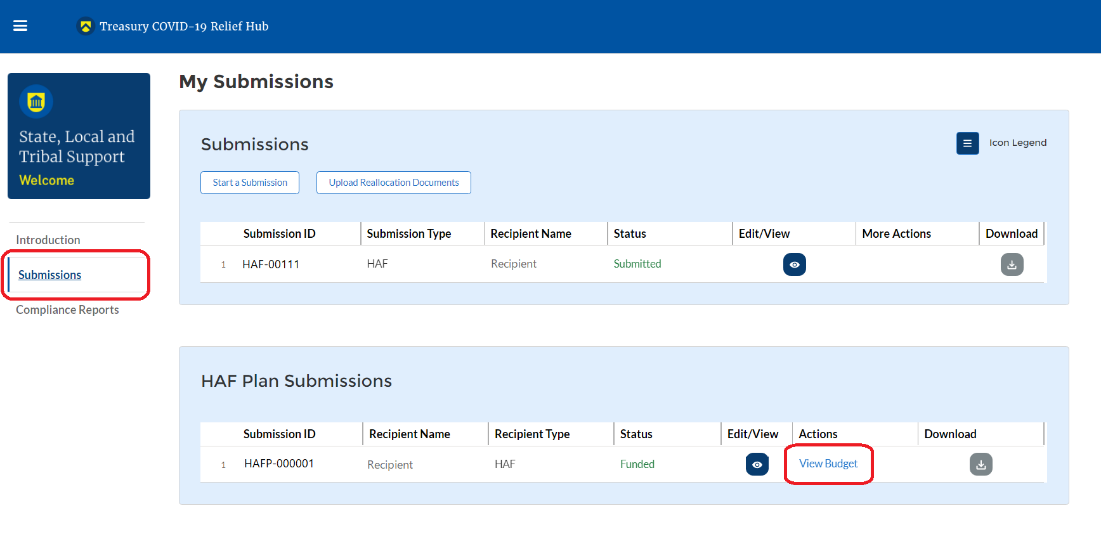 Treasury COVID-19 Relief Hub
State, Local and
Tribal Support
Welcome
Introduction
Submissions
Compliance Reports
My Submissions
Submissions
Icon Legend
Start a Submission Upload Reallocation Documents
Submission ID Submission Type Recipient Name Status Edit/View More Actions Download
1 HAF-00111 HAF Recipient Submitted
HAF Plan Submissions
Submission ID Recipient Name Recipient Type Status Edit/View Actions Download
1 HAFP-000001 Recipient HAF Funded View Budget